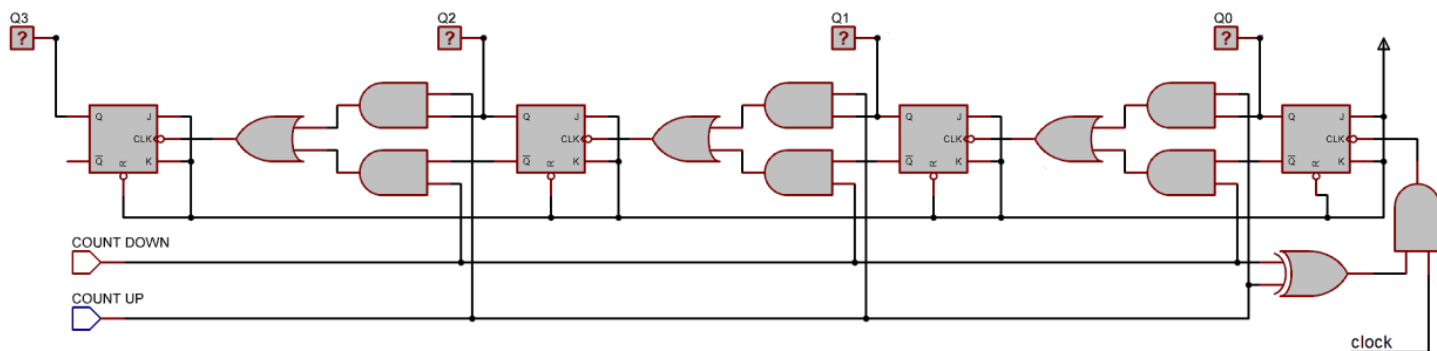 Q3 Q2 Q1 Q0
? ? ? ?
Q J Q J Q J Q J
CLK CLK CLK CLK
Q K Q K Q K Q K
R R R R
COUNT DOWN
COUNT UP
clock